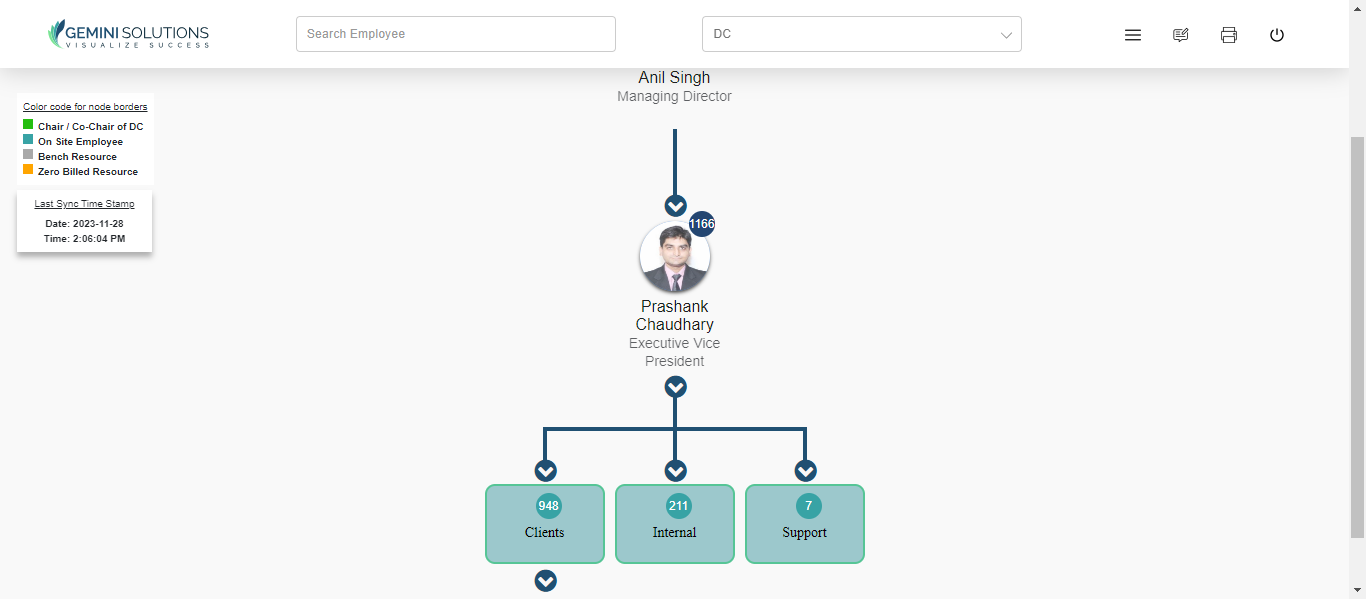 GEMINI SOLUTIONS
VISUALIZE SUCCESS
Search Employee
DC
Anil Singh
Managing Director
Color code for node borders
Chair / Co-Chair of DC
On Site Employee
Bench Resource
Zero Billed Resource
Last Sync Time Stamp
Date: 2023-11-28
Time: 2:06:04 PM
1166
Prashank
Chaudhary
Executive Vice
President
948
Clients
211
Internal
7
Support